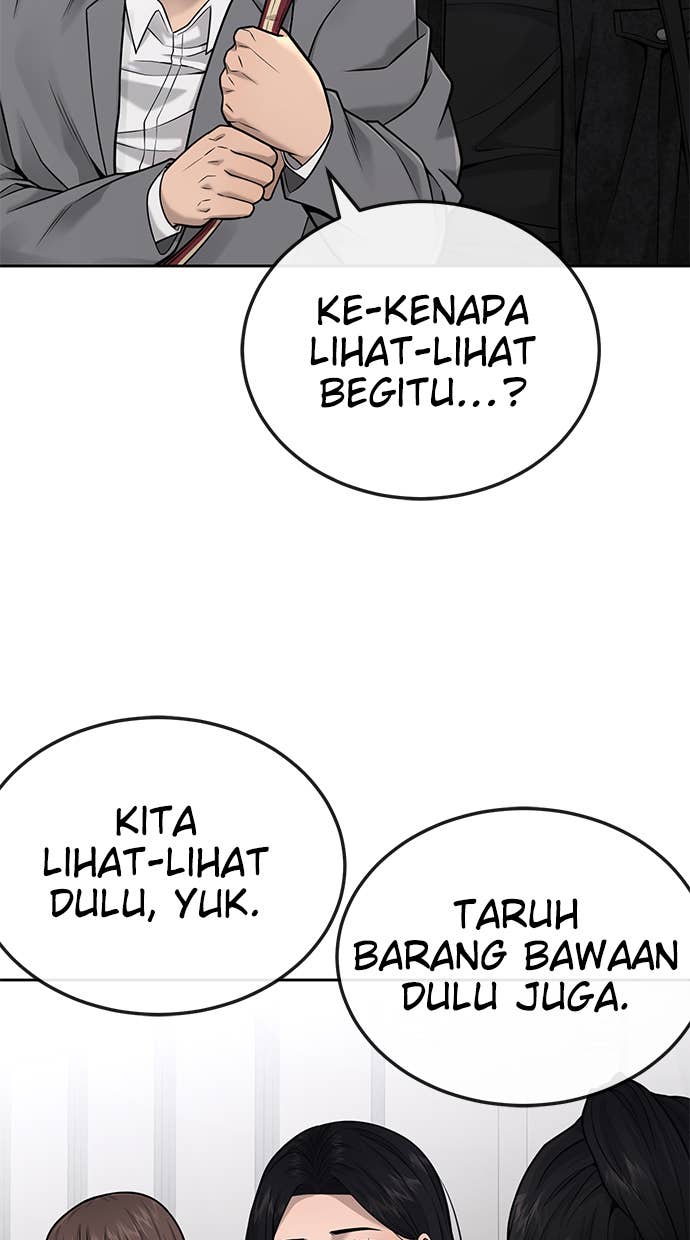 KE-KENAPA
LIHAT-LIHAT
BEGITU...?
KITA
LIHAT-LIHAT
DULU, YUK.
TARUH
BARANG BAWAAN
DULU JUGA.